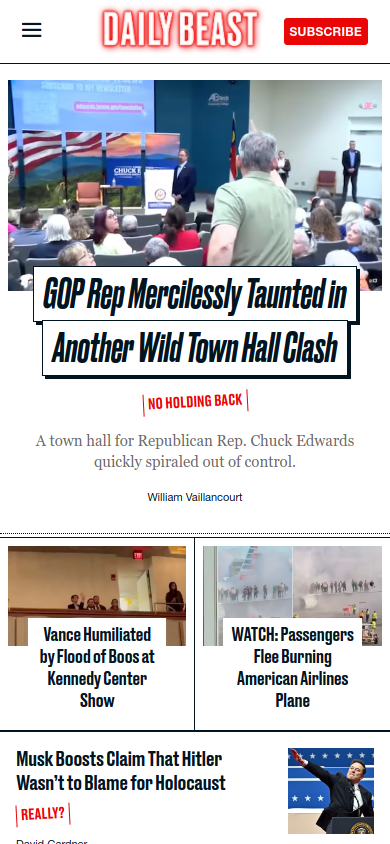 DAILY BEAST
SUBSCRIBE
CHUCK E
GOP Rep Mercilessly Taunted in
Another Wild Town Hall Clash
NO HOLDING BACK
A town hall for Republican Rep. Chuck Edwards
quickly spiraled out of control.
William Vaillancourt
Vance Humiliated
by Flood of Boos at
Kennedy Center
Show
WATCH: Passengers
Flee Burning
American Airlines
Plane
Musk Boosts Claim That Hitler
Wasn't to Blame for Holocaust
REALLY?
David Gardner